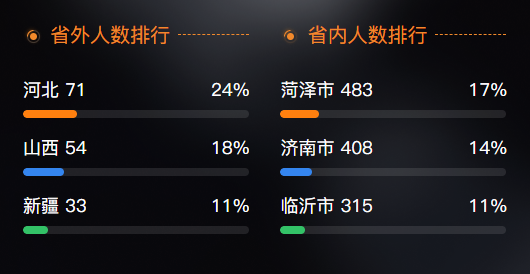 省外人数排行
河北 71 24%
山西 54 18%
新疆 33 11%
省内人数排行
菏泽市 483 17%
济南市 408 14%
临沂市 315 11%